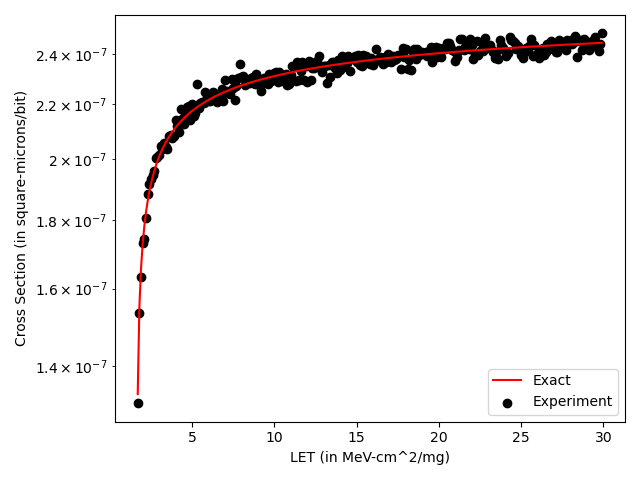 Cross Section (in square-microns/bit)
2.4 × 10⁻⁷
2.2 × 10⁻⁷
2 × 10⁻⁷
1.8 × 10⁻⁷
1.6 × 10⁻⁷
1.4 × 10⁻⁷
Exact
Experiment
5 10 15 20 25 30
LET (in MeV-cm^2/mg)